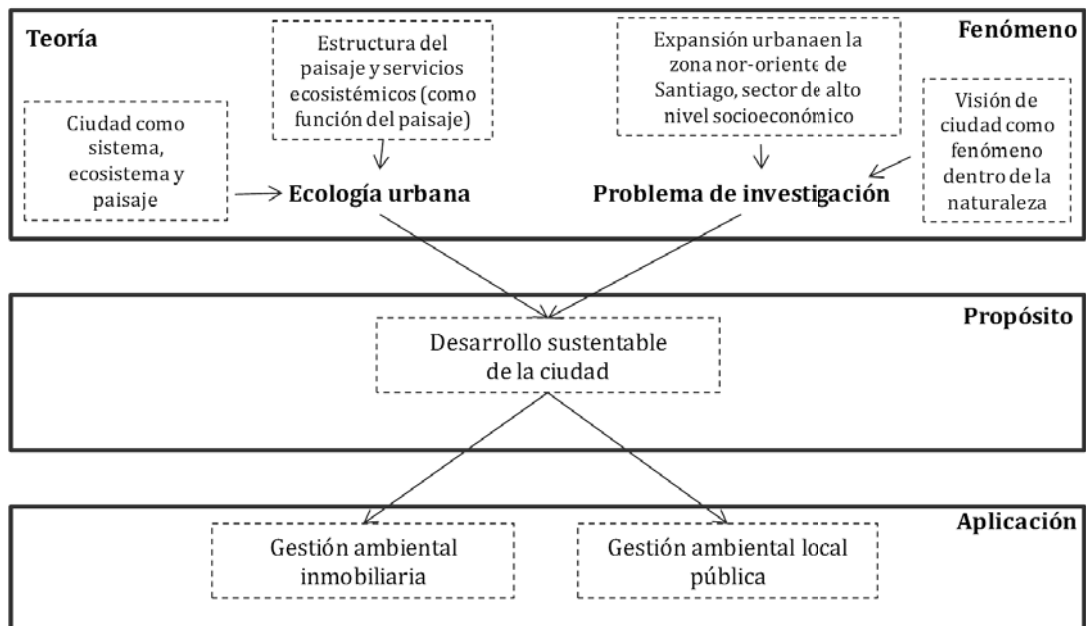 Teoría
Estructura del
paisaje y servicios
ecosistémicos (como
función del paisaje)
Ciudad como
sistema,
ecosistema y
paisaje
Ecología urbana
Fenómeno
Expansión urbanaen la
zona nor-oriente de
Santiago, sector de alto
nivel socioeconómico
Visión de
ciudad como
fenómeno
dentro de la
naturaleza
Problema de investigación
Propósito
Desarrollo sustentable
de la ciudad
Aplicación
Gestión ambiental
inmobiliaria
Gestión ambiental local
pública